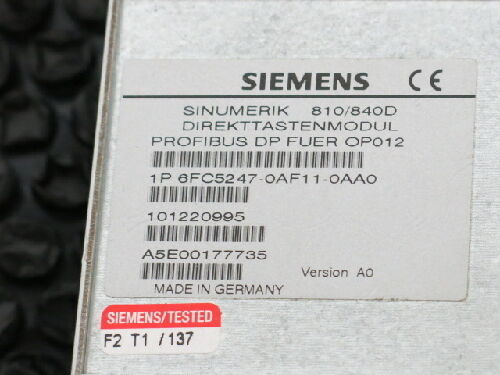 SIEMENS CE
SINUMERIK 810/840D
DIREKTTASTENMODUL
PROFIBUS DP FUER OP012
1P 6FC5247-0AF11-0AA0
101220995
A5E00177735
Version A0
MADE IN GERMANY
SIEMENS/TESTED
F2 T1 /137